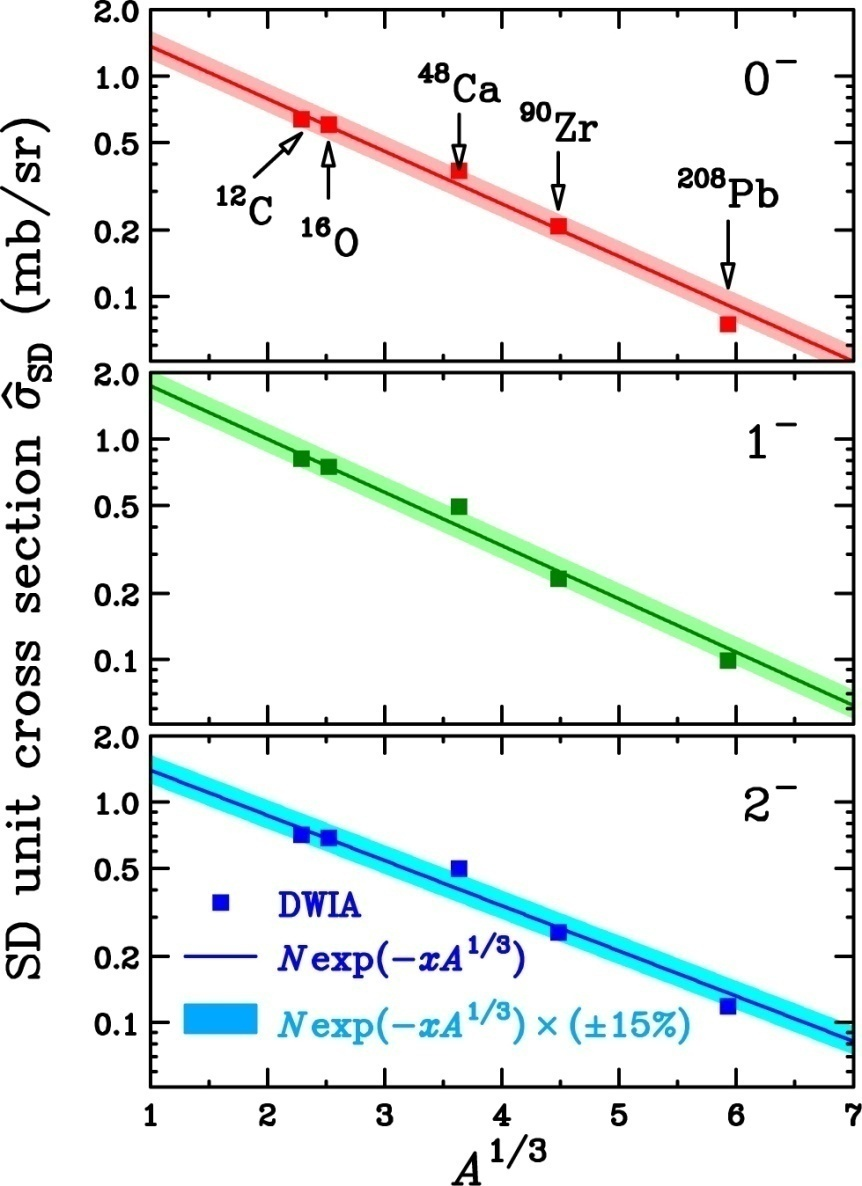 SD unit cross section σ̂_SD (mb/sr)
2.0
1.0
0.5
0.2
0.1
0⁻
¹²C
¹⁶O
⁴⁸Ca
⁹⁰Zr
²⁰⁸Pb
2.0
1.0
0.5
0.2
0.1
1⁻
2.0
1.0
0.5
0.2
0.1
2⁻
DWIA
N exp(−xA^{1/3})
N exp(−xA^{1/3}) × (±15%)
1 2 3 4 5 6 7
A^{1/3}